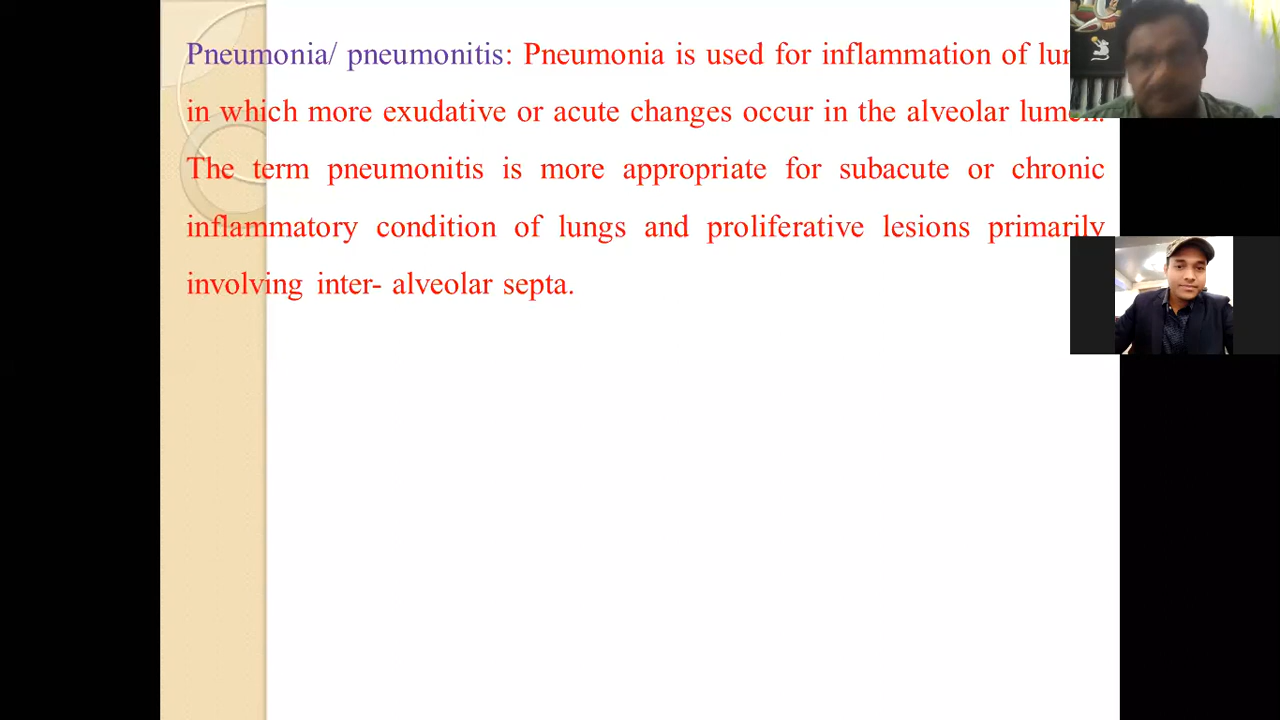 Pneumonia/ pneumonitis: Pneumonia is used for inflammation of
in which more exudative or acute changes occur in the alveolar lumen.
The term pneumonitis is more appropriate for subacute or chronic
inflammatory condition of lungs and proliferative lesions primarily
involving inter- alveolar septa.